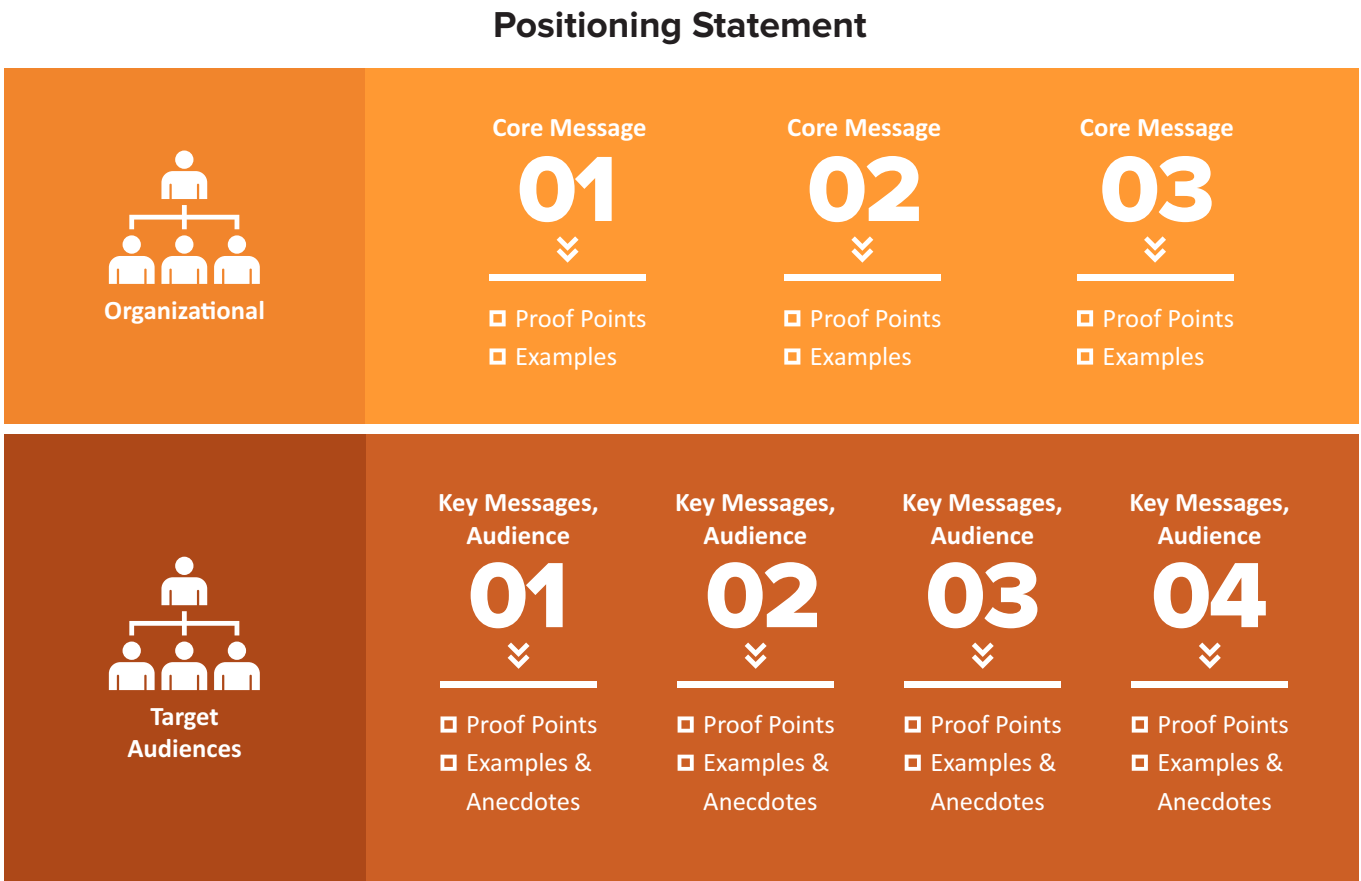 Positioning Statement
Organizational
Core Message
01
Proof Points
Examples
Core Message
02
Proof Points
Examples
Core Message
03
Proof Points
Examples
Target
Audiences
Key Messages,
Audience
01
Proof Points
Examples &
Anecdotes
Key Messages,
Audience
02
Proof Points
Examples &
Anecdotes
Key Messages,
Audience
03
Proof Points
Examples &
Anecdotes
Key Messages,
Audience
04
Proof Points
Examples &
Anecdotes